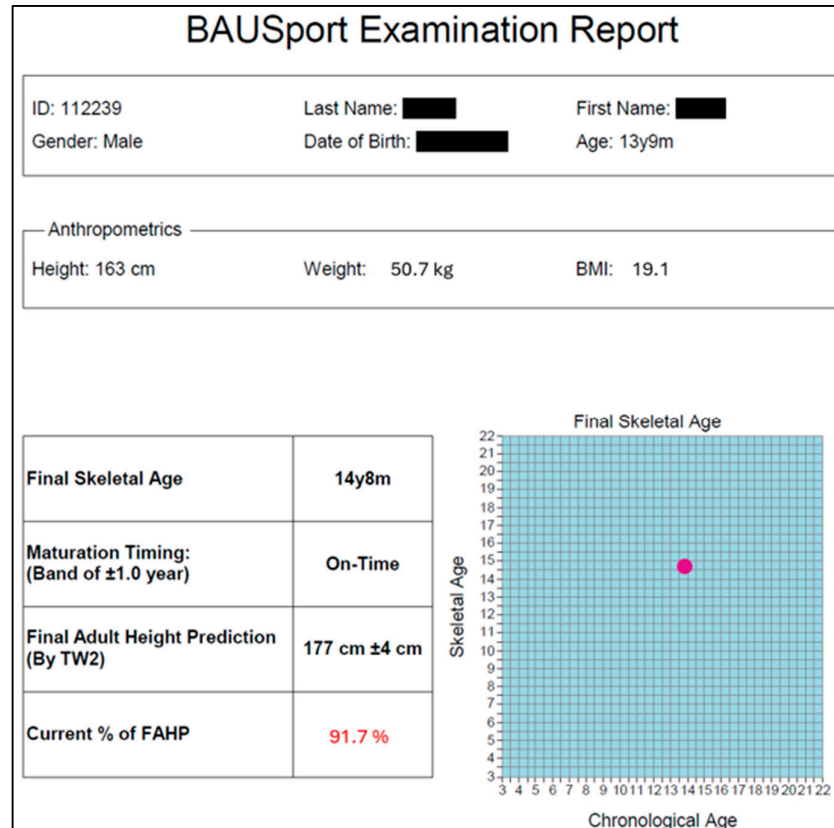 BAUSport Examination Report
ID: 112239 Last Name: First Name:
Gender: Male Date of Birth: Age: 13y9m
Anthropometrics
Height: 163 cm Weight: 50.7 kg BMI: 19.1
Final Skeletal Age 14y8m
Maturation Timing:
(Band of ±1.0 year) On-Time
Final Adult Height Prediction
(By TW2) 177 cm ±4 cm
Current % of FAHP 91.7 %
Final Skeletal Age
22
21
20
19
18
17
16
15
14
13
12
11
10
9
8
7
6
5
4
3
Skeletal Age
3 4 5 6 7 8 9 10 11 12 13 14 15 16 17 18 19 20 21 22
Chronological Age